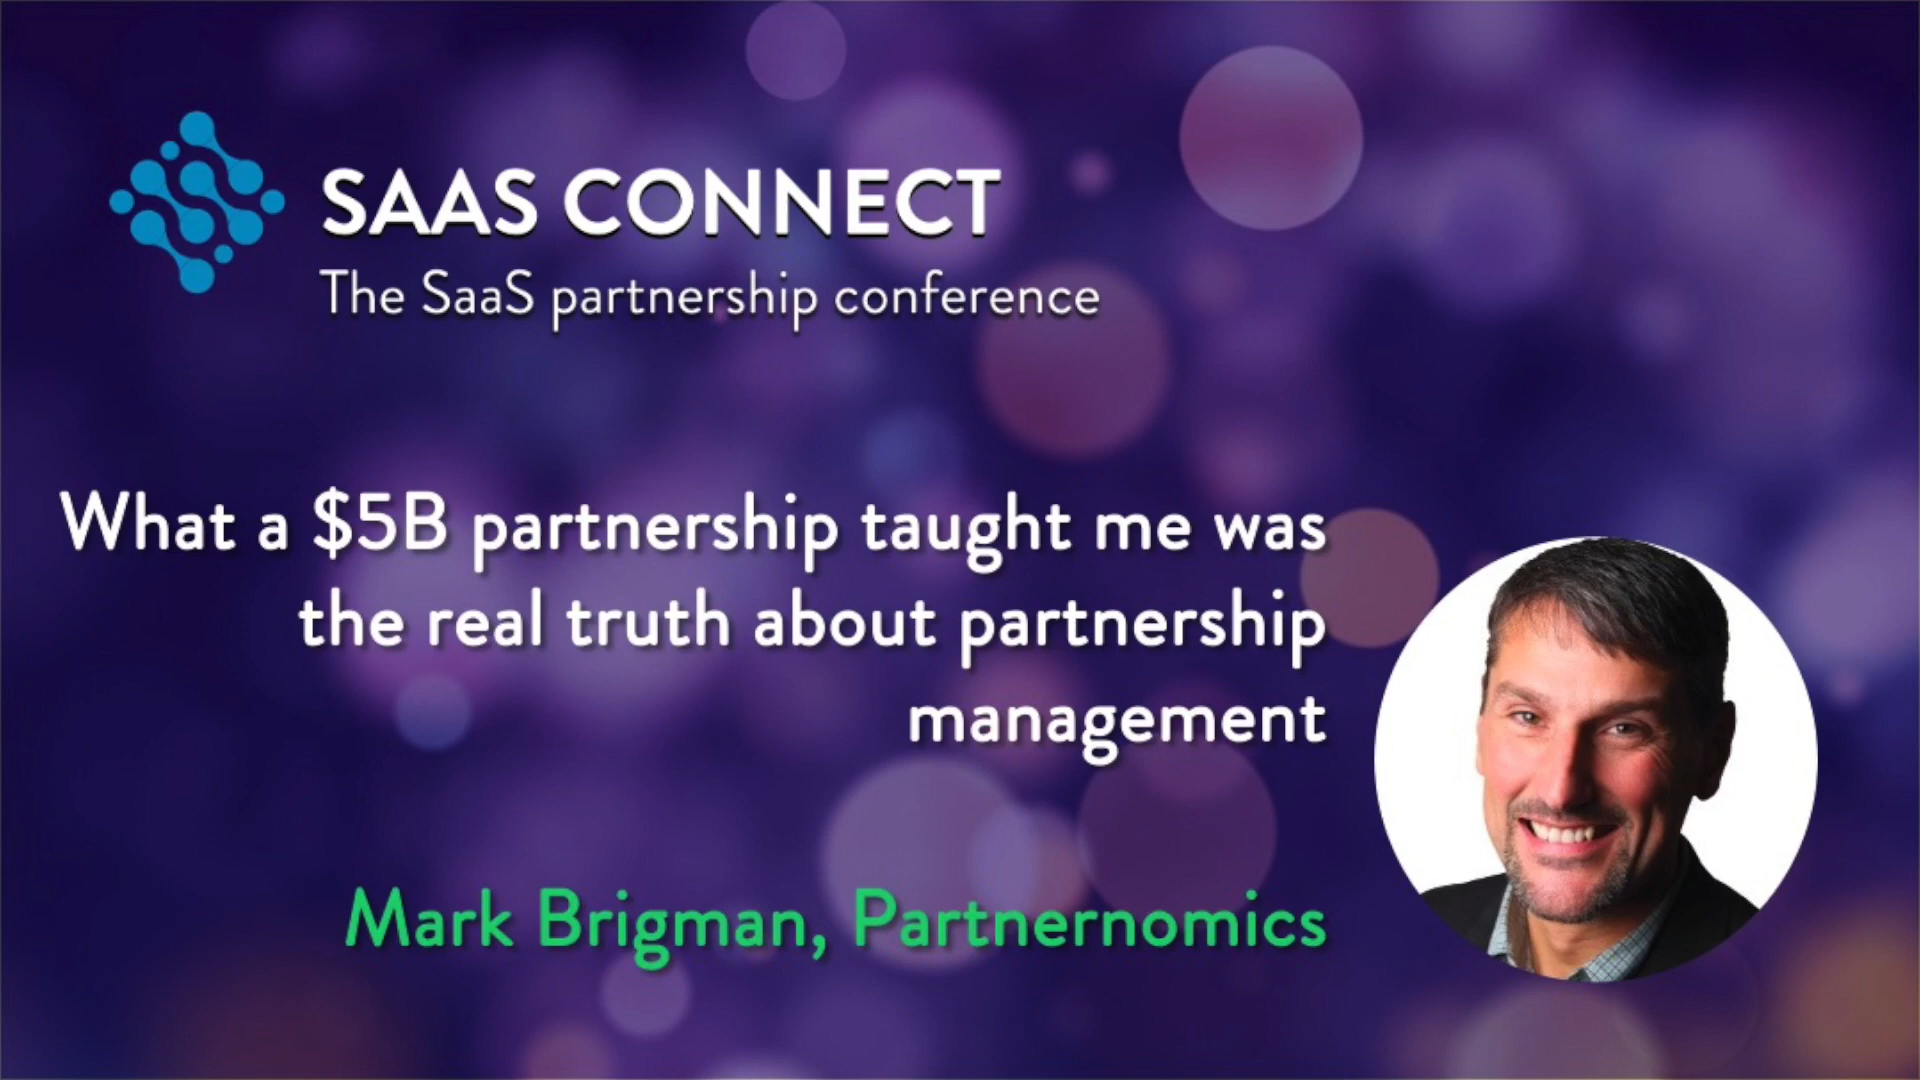 SAAS CONNECT
The SaaS partnership conference
What a $5B partnership taught me was
the real truth about partnership
management
Mark Brigman, Partnernomics